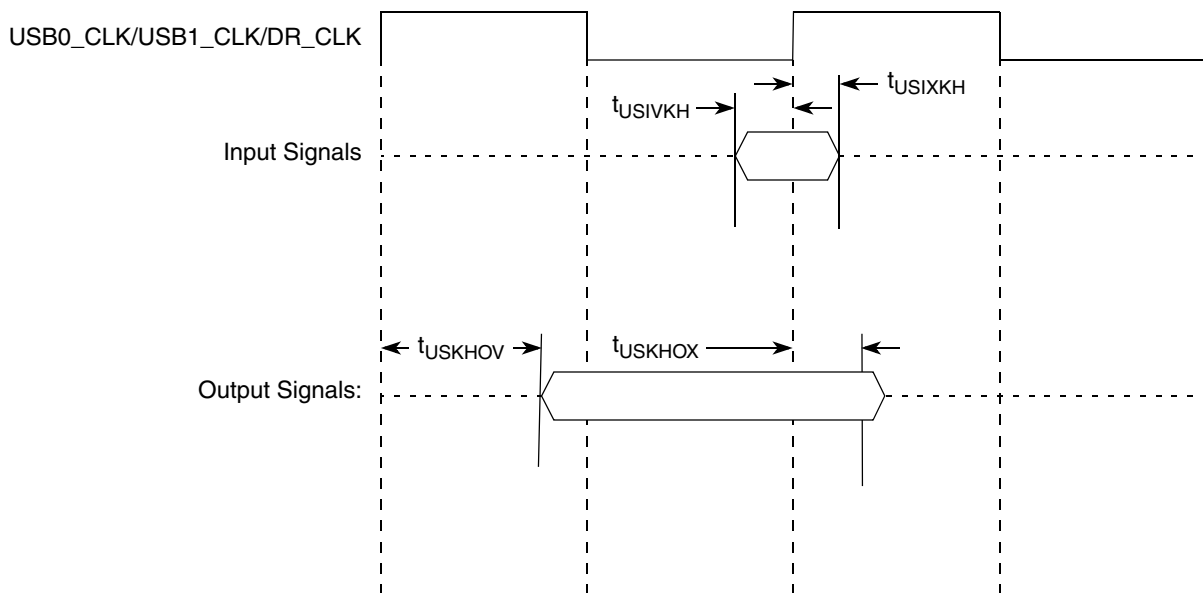 USB0_CLK/USB1_CLK/DR_CLK
tUSIXKH
tUSIVKH
Input Signals
tUSKHOV
tUSKHOX
Output Signals: